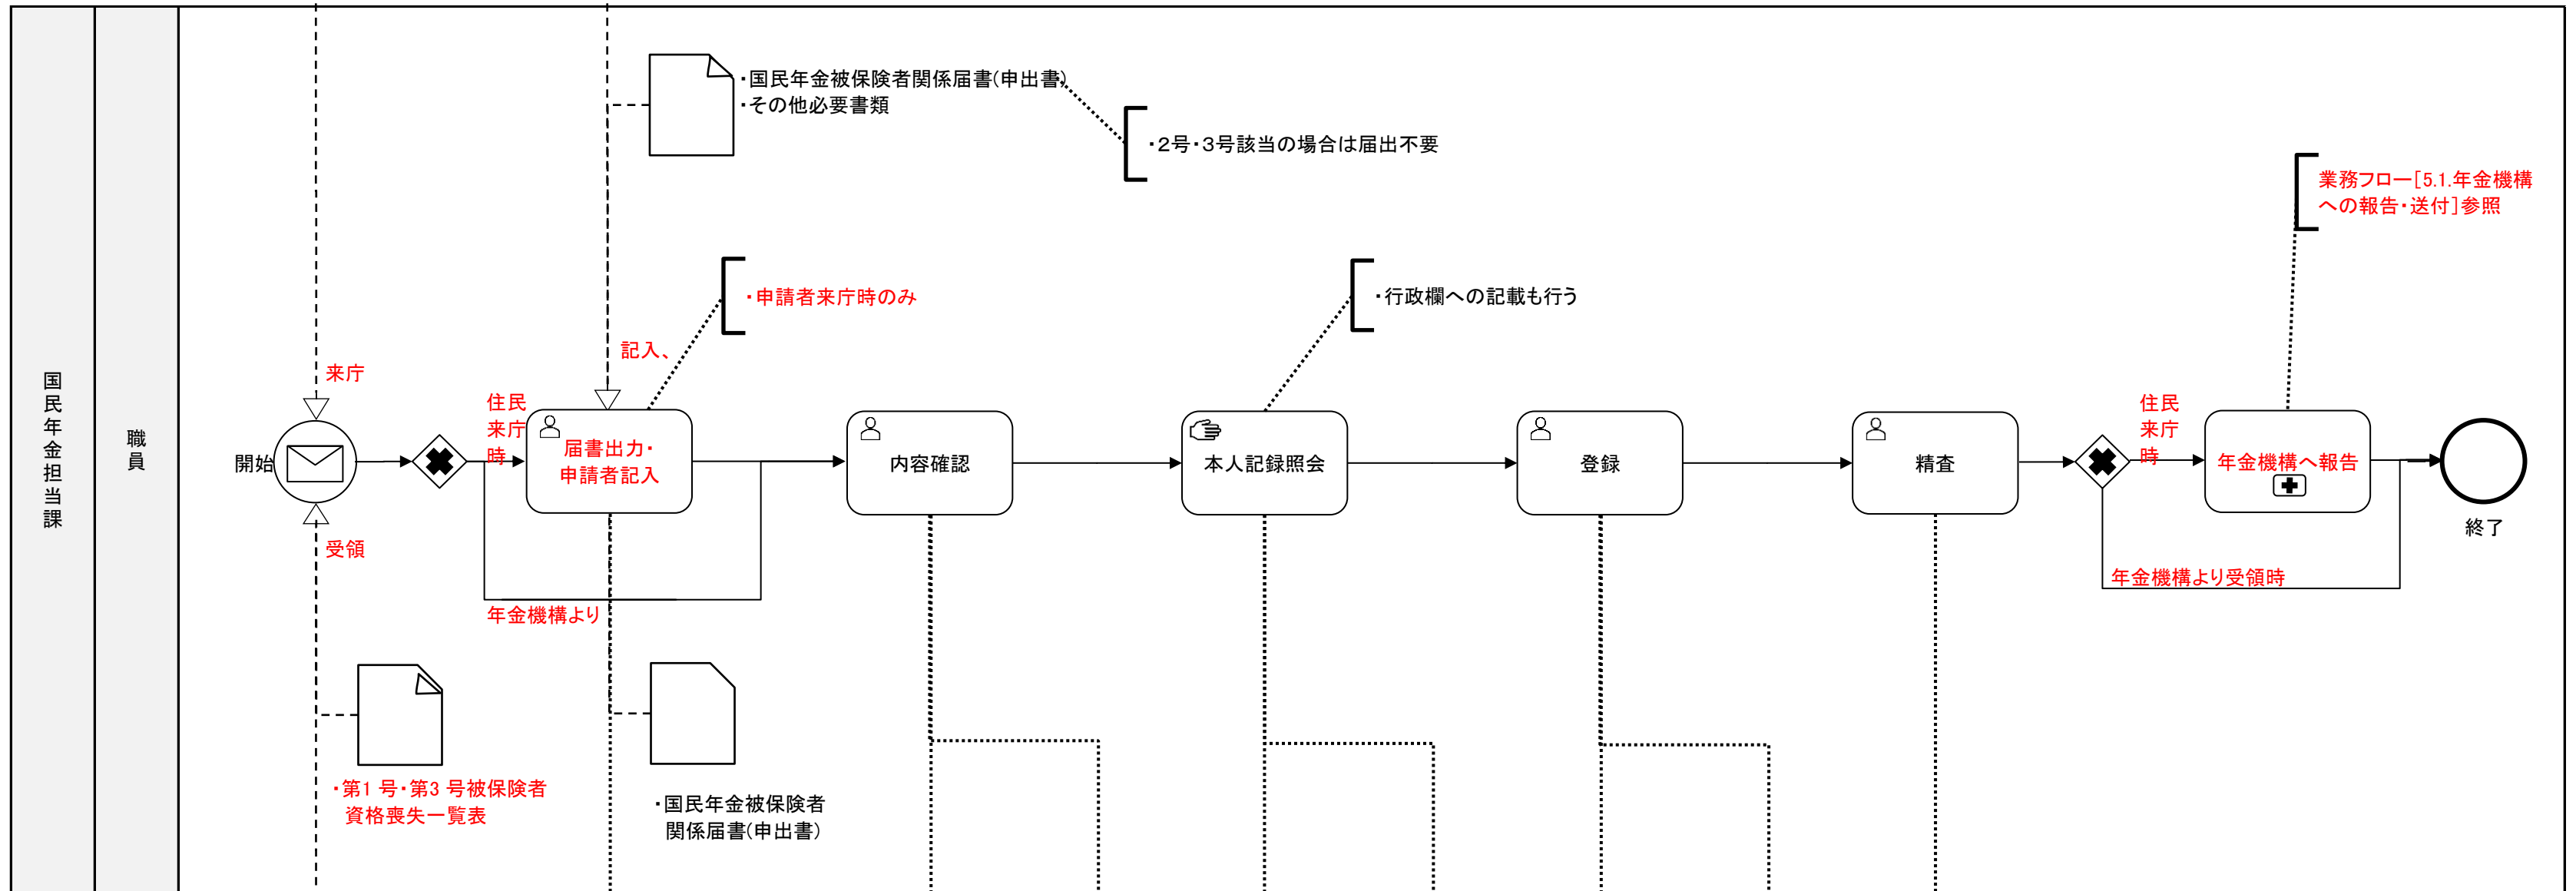 国民年金担当課
職員
・国民年金被保険者関係届書(申出書)
・その他必要書類
・2号・3号該当の場合は届出不要
業務フロー[5.1.年金機構
への報告・送付]参照
・申請者来庁時のみ
・行政欄への記載も行う
記入、
来庁
開始
受領
住民
来庁
時
届書出力・
申請者記入
内容確認
本人記録照会
登録
精査
住民
来庁
時
年金機構へ報告
終了
年金機構より
年金機構より受領時
・第1 号・第3 号被保険者
資格喪失一覧表
・国民年金被保険者
関係届書(申出書)